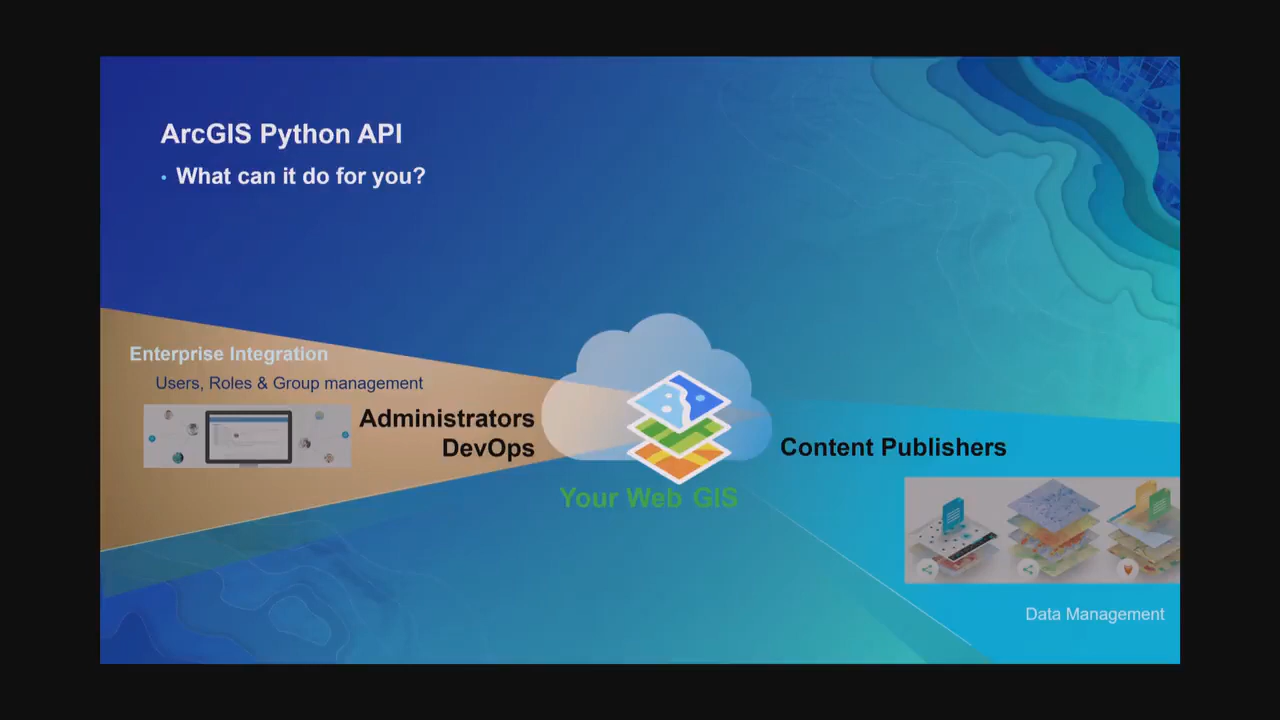 ArcGIS Python API
• What can it do for you?
Enterprise Integration
Users, Roles & Group management
Administrators
DevOps
Your Web GIS
Content Publishers
Data Management